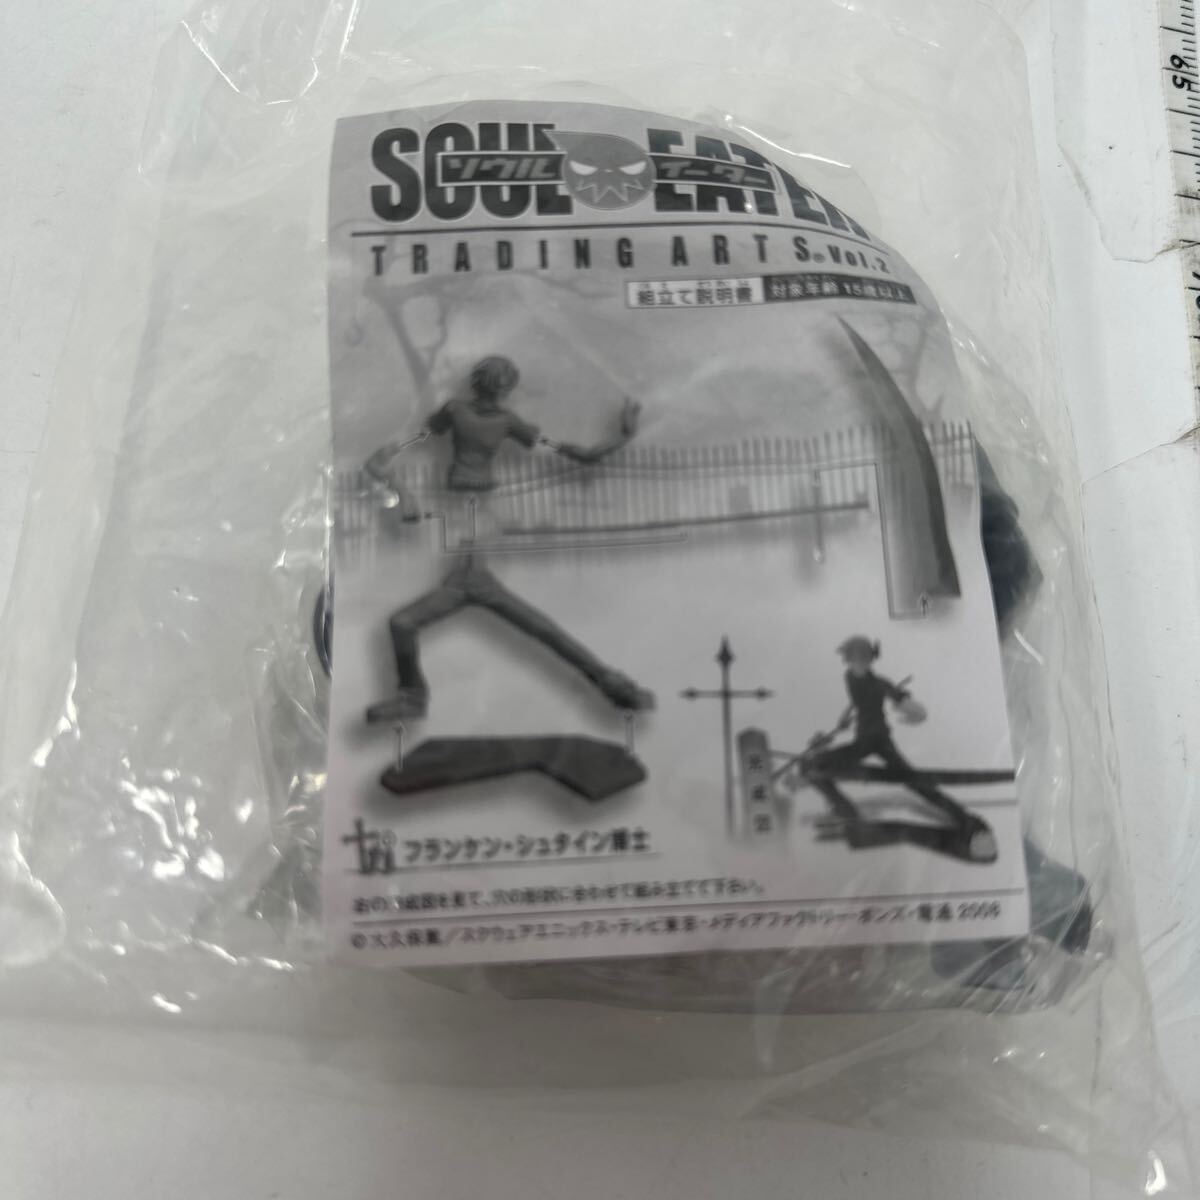 SOUL EATER
ソウル イーター
TRADING ARTS® Vol.2
組立て説明書 対象年齢 15歳以上
完成図
フランケン・シュタイン博士
右の完成図を見て、穴の形状に合わせて組み立てて下さい。
©大久保篤／スクウェアエニックス・テレビ東京・メディアファクトリー・ボンズ・電通 2008
65